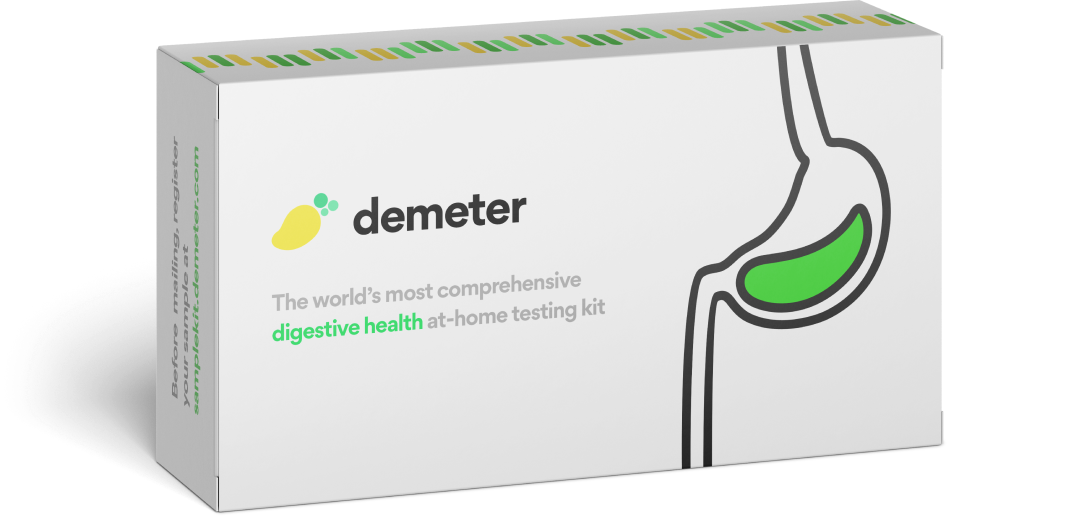 demeter
The world's most comprehensive
digestive health at-home testing kit
Before mailing, register
your sample at
samplekit.demeter.com